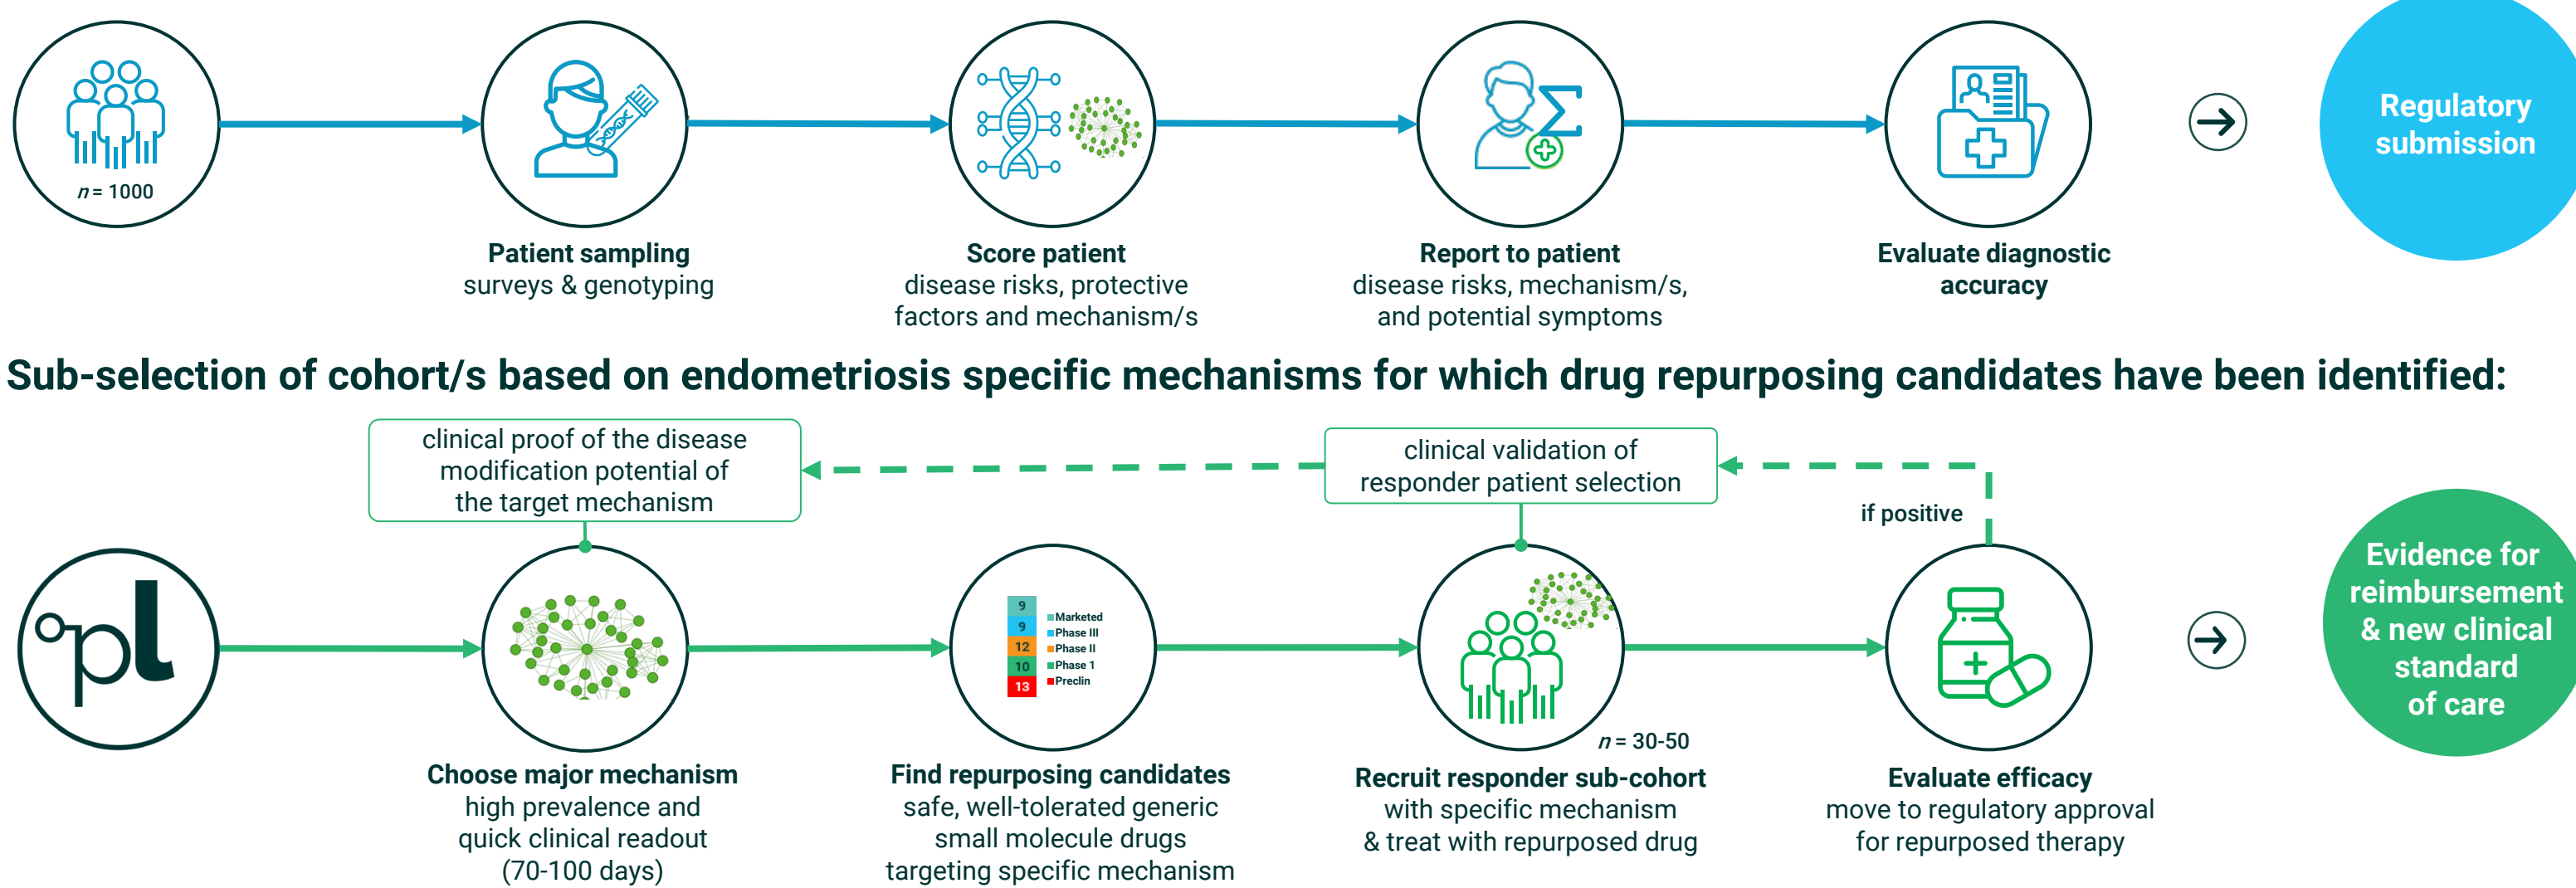 n = 1000
Patient sampling
surveys & genotyping
Score patient
disease risks, protective
factors and mechanism/s
Report to patient
disease risks, mechanism/s,
and potential symptoms
Evaluate diagnostic
accuracy
Regulatory
submission
Sub-selection of cohort/s based on endometriosis specific mechanisms for which drug repurposing candidates have been identified:
clinical proof of the disease
modification potential of
the target mechanism
clinical validation of
responder patient selection
if positive
pl
Choose major mechanism
high prevalence and
quick clinical readout
(70-100 days)
9 Marketed
9 Phase III
12 Phase II
10 Phase 1
13 Preclin
Find repurposing candidates
safe, well-tolerated generic
small molecule drugs
targeting specific mechanism
n = 30-50
Recruit responder sub-cohort
with specific mechanism
& treat with repurposed drug
Evaluate efficacy
move to regulatory approval
for repurposed therapy
Evidence for
reimbursement
& new clinical
standard
of care